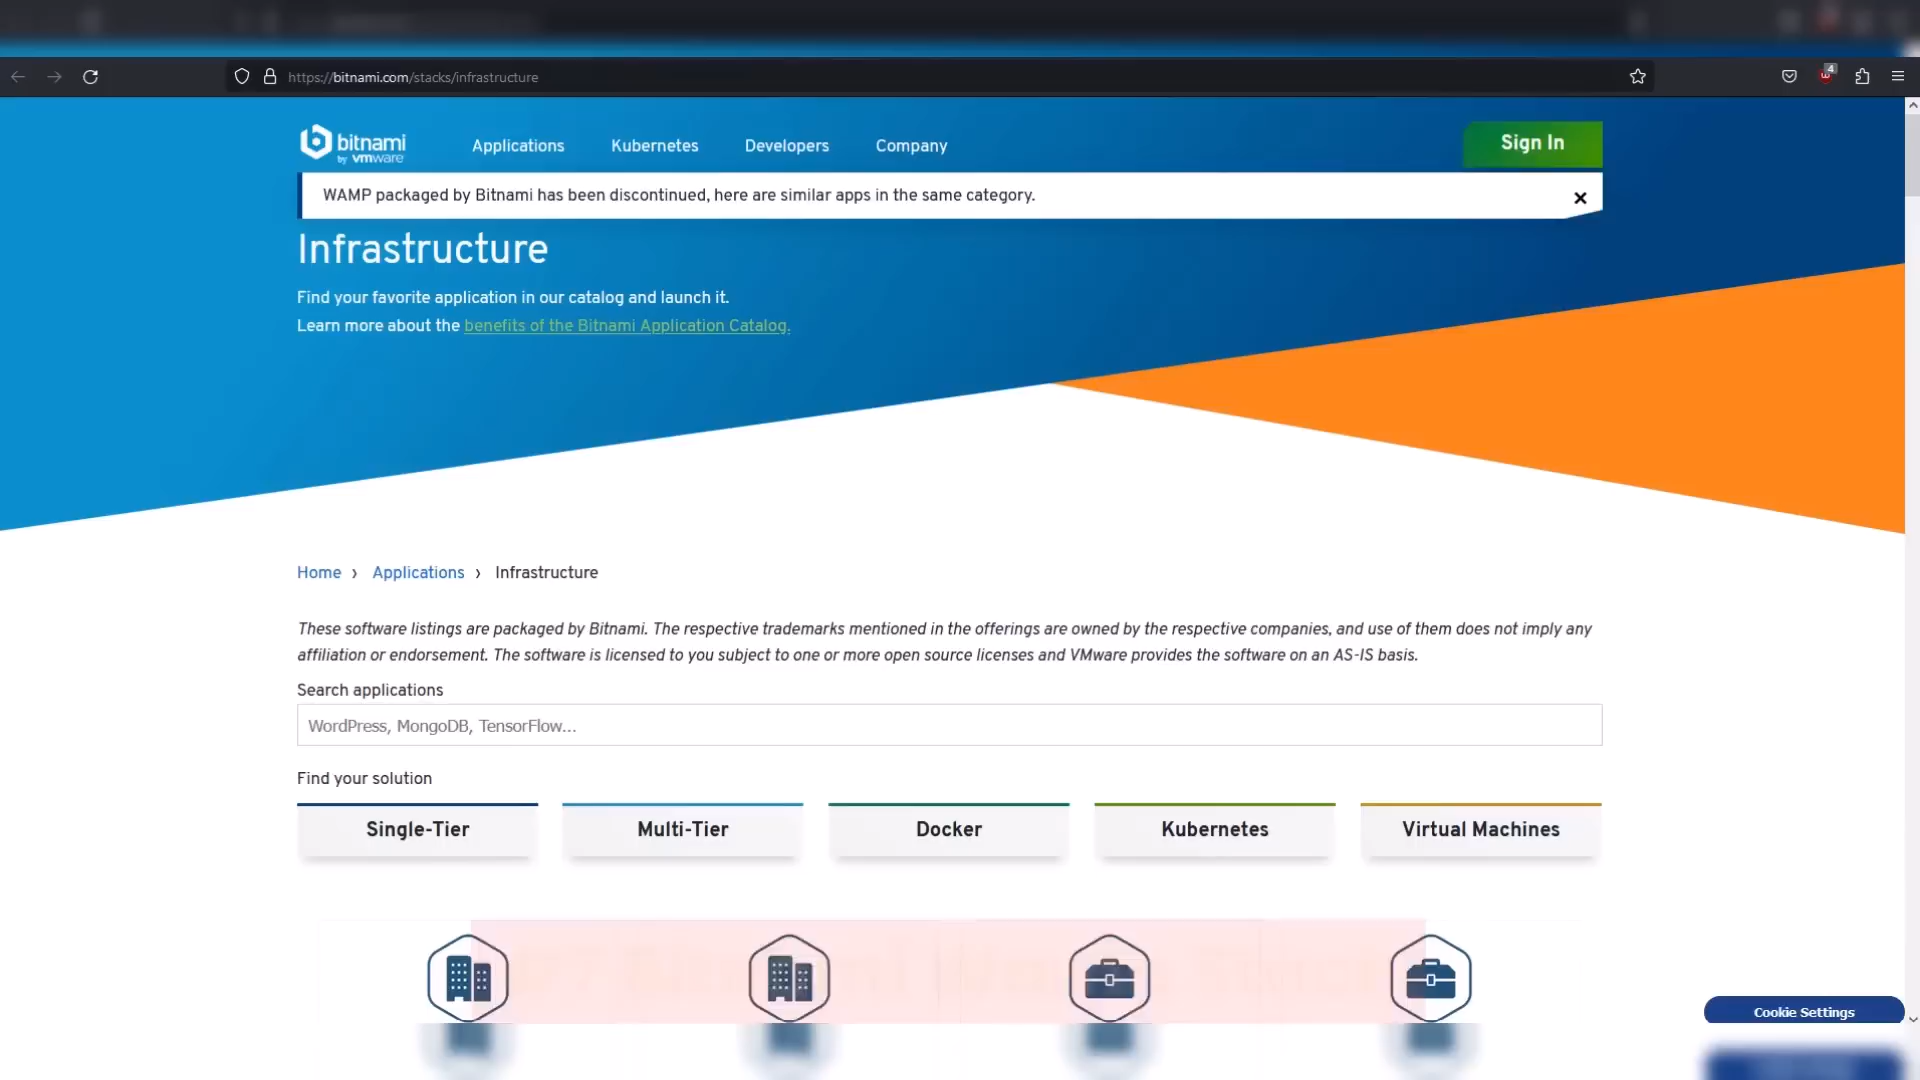 https://bitnami.com/stacks/infrastructure
4
bitnami
by vmware
Applications
Kubernetes
Developers
Company
Sign In
WAMP packaged by Bitnami has been discontinued, here are similar apps in the same category.
Infrastructure
Find your favorite application in our catalog and launch it.
Learn more about the benefits of the Bitnami Application Catalog.
Home › Applications › Infrastructure
These software listings are packaged by Bitnami. The respective trademarks mentioned in the offerings are owned by the respective companies, and use of them does not imply any
affiliation or endorsement. The software is licensed to you subject to one or more open source licenses and VMware provides the software on an AS-IS basis.
Search applications
WordPress, MongoDB, TensorFlow...
Find your solution
Single-Tier
Multi-Tier
Docker
Kubernetes
Virtual Machines
Cookie Settings